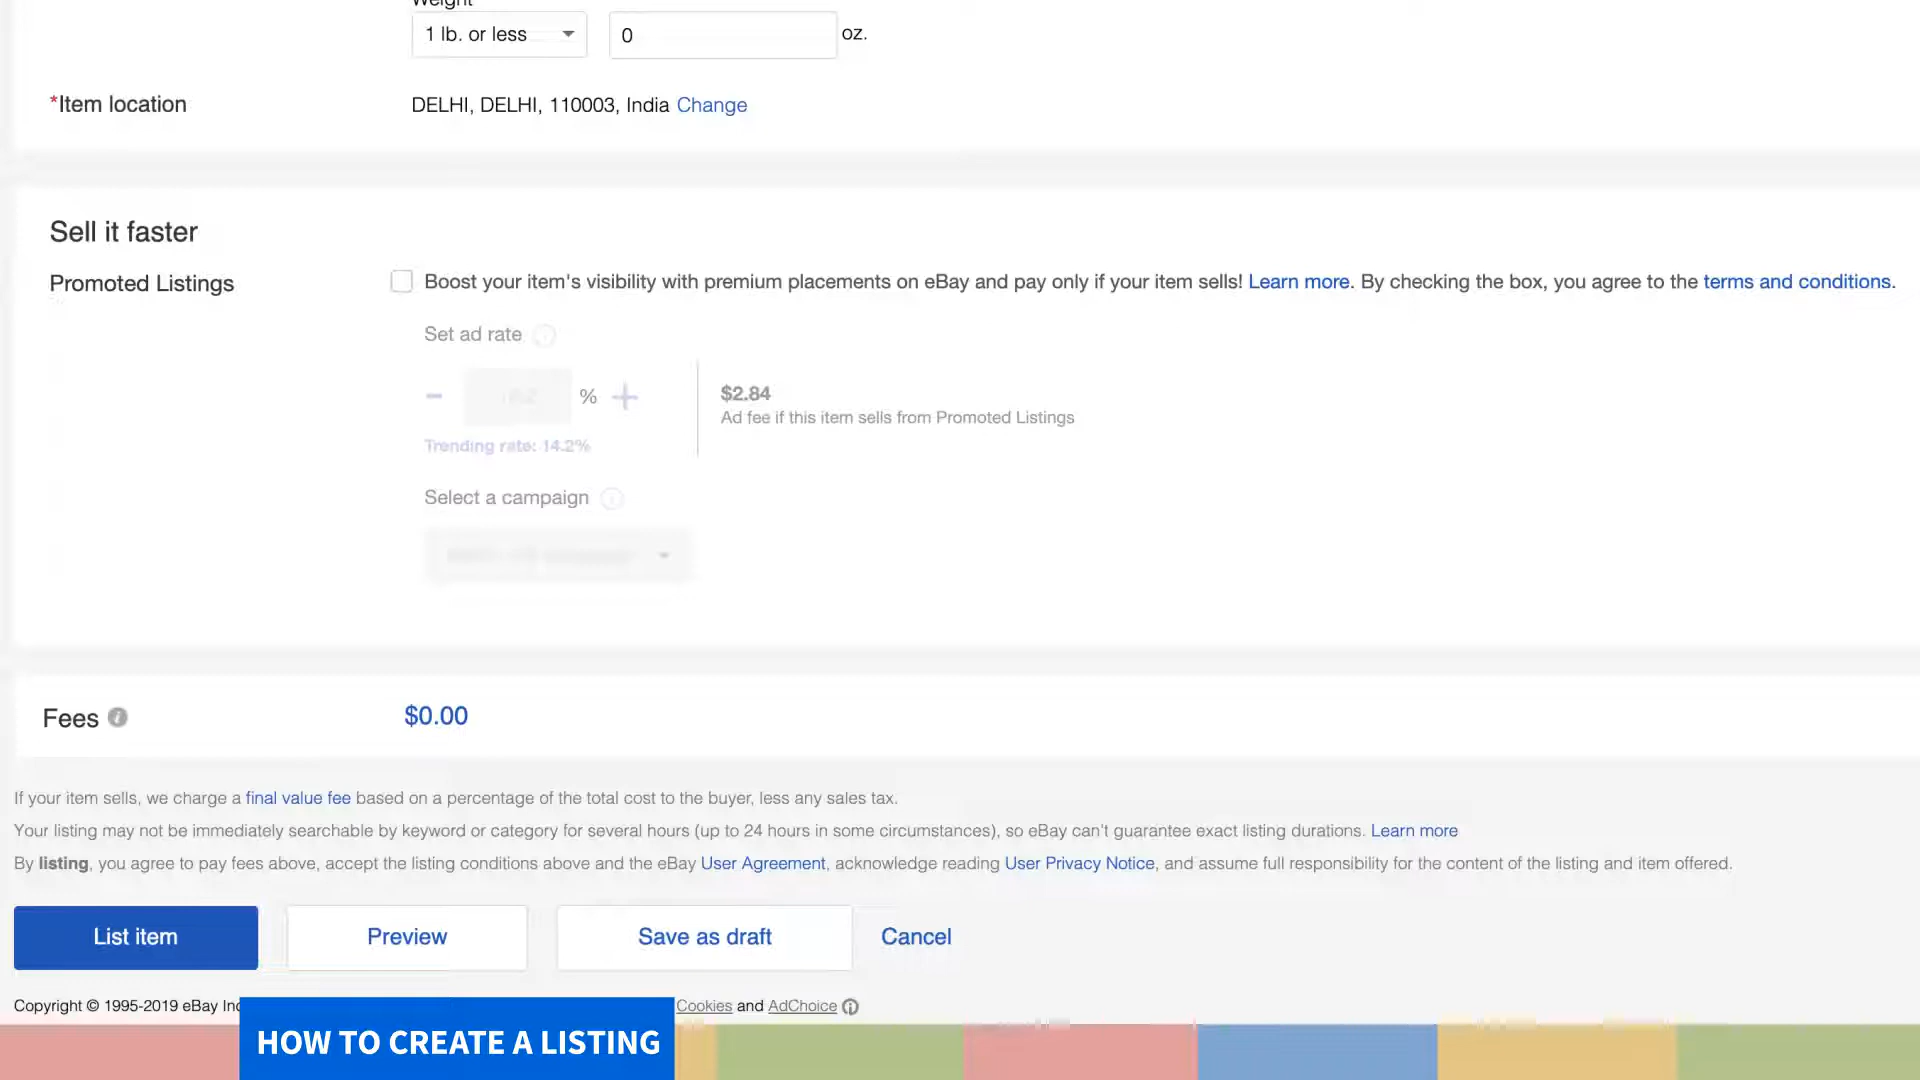 Weight
1 lb. or less 0 oz.
*Item location DELHI, DELHI, 110003, India Change
Sell it faster
Promoted Listings Boost your item's visibility with premium placements on eBay and pay only if your item sells! Learn more. By checking the box, you agree to the terms and conditions.
Set ad rate
- % +
$2.84
Ad fee if this item sells from Promoted Listings
Trending rate: 14.2%
Select a campaign
Fees $0.00
If your item sells, we charge a final value fee based on a percentage of the total cost to the buyer, less any sales tax.
Your listing may not be immediately searchable by keyword or category for several hours (up to 24 hours in some circumstances), so eBay can't guarantee exact listing durations. Learn more
By listing, you agree to pay fees above, accept the listing conditions above and the eBay User Agreement, acknowledge reading User Privacy Notice, and assume full responsibility for the content of the listing and item offered.
List item Preview Save as draft Cancel
Copyright © 1995-2019 eBay Cookies and AdChoice
HOW TO CREATE A LISTING